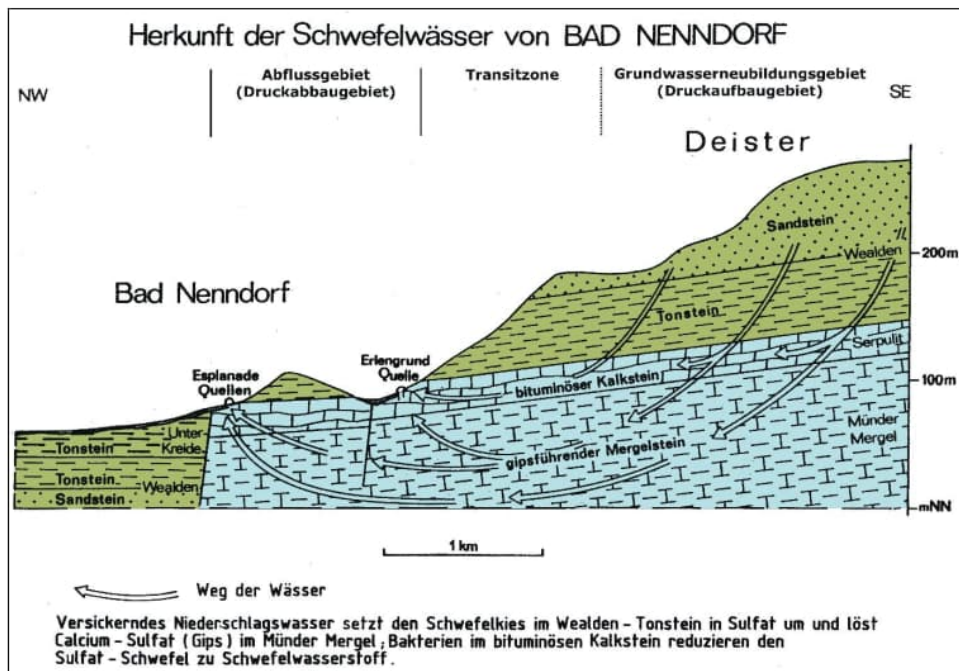 Herkunft der Schwefelwässer von BAD NENNDORF
Abflussgebiet
(Druckabbaugebiet)
Transitzone
Grundwasserneubildungsgebiet
(Druckaufbaugebiet)
NW
SE
Deister
Sandstein
Wealden
200m
Bad Nenndorf
Tonstein
Serpulit
Esplanade
Quellen
Erlengrund
Quelle
bituminöser Kalkstein
100m
Münder
Mergel
Unter
Kreide
Tonstein
gipsführender Mergelstein
Tonstein
Wealden
Sandstein
mNN
1 km
Weg der Wässer
Versickerndes Niederschlagswasser setzt den Schwefelkies im Wealden-Tonstein in Sulfat um und löst
Calcium-Sulfat (Gips) im Münder Mergel; Bakterien im bituminösen Kalkstein reduzieren den
Sulfat-Schwefel zu Schwefelwasserstoff.